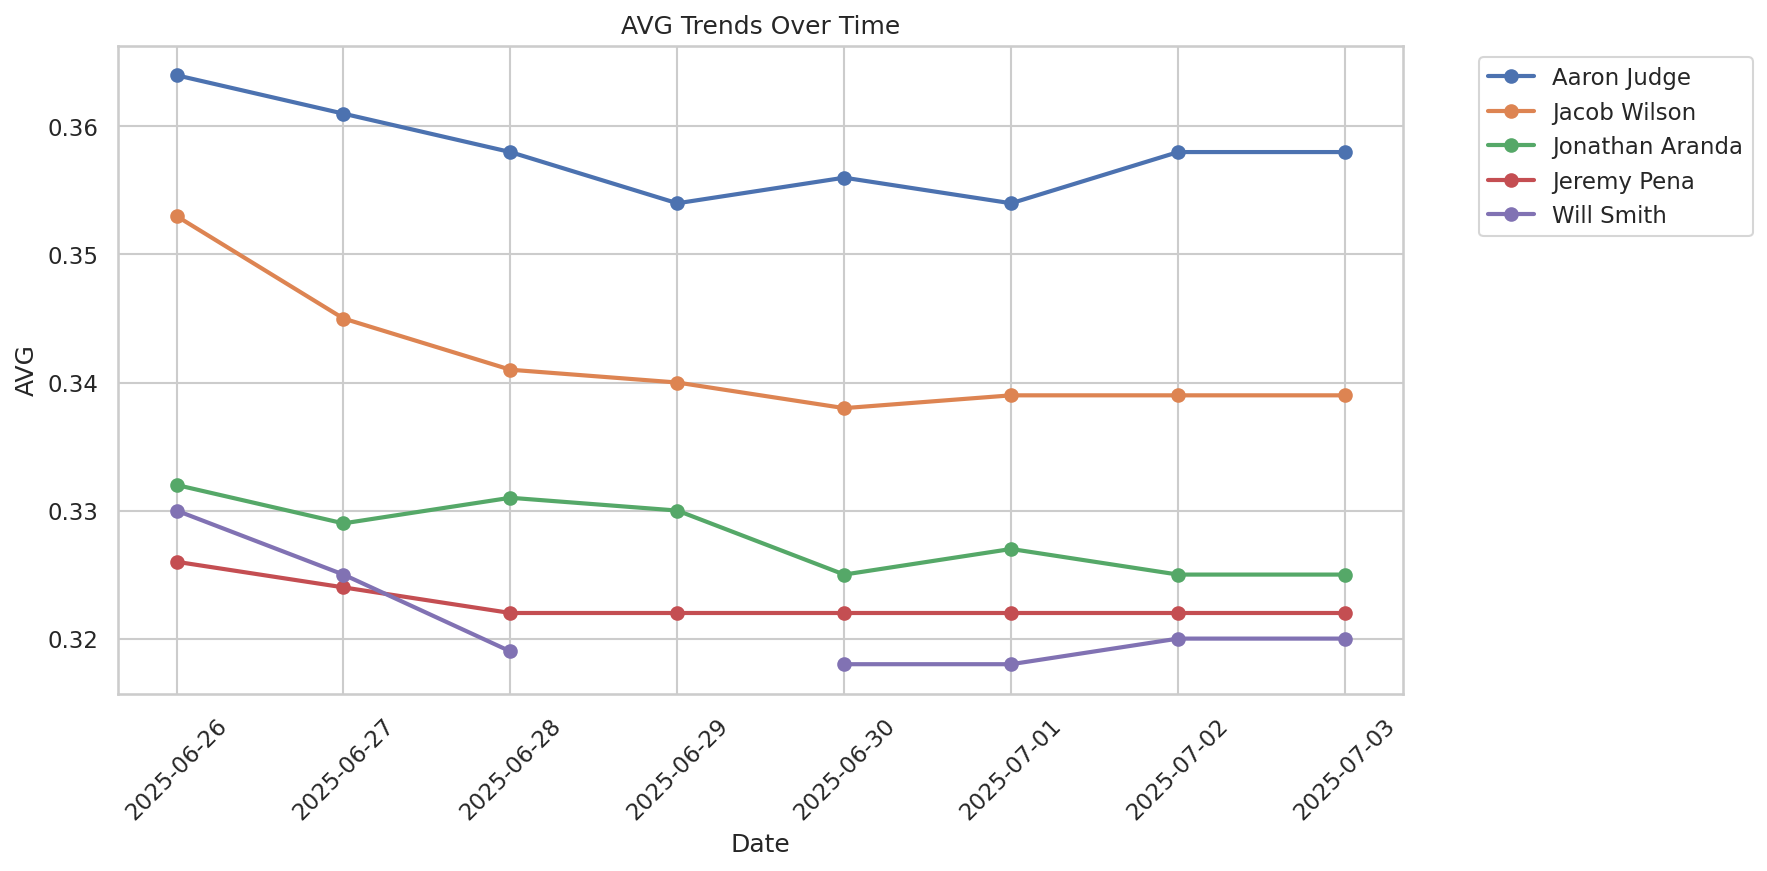 AVG Trends Over Time
Aaron Judge
Jacob Wilson
Jonathan Aranda
Jeremy Pena
Will Smith
AVG
0.36
0.35
0.34
0.33
0.32
2025-06-26
2025-06-27
2025-06-28
2025-06-29
2025-06-30
2025-07-01
2025-07-02
2025-07-03
Date